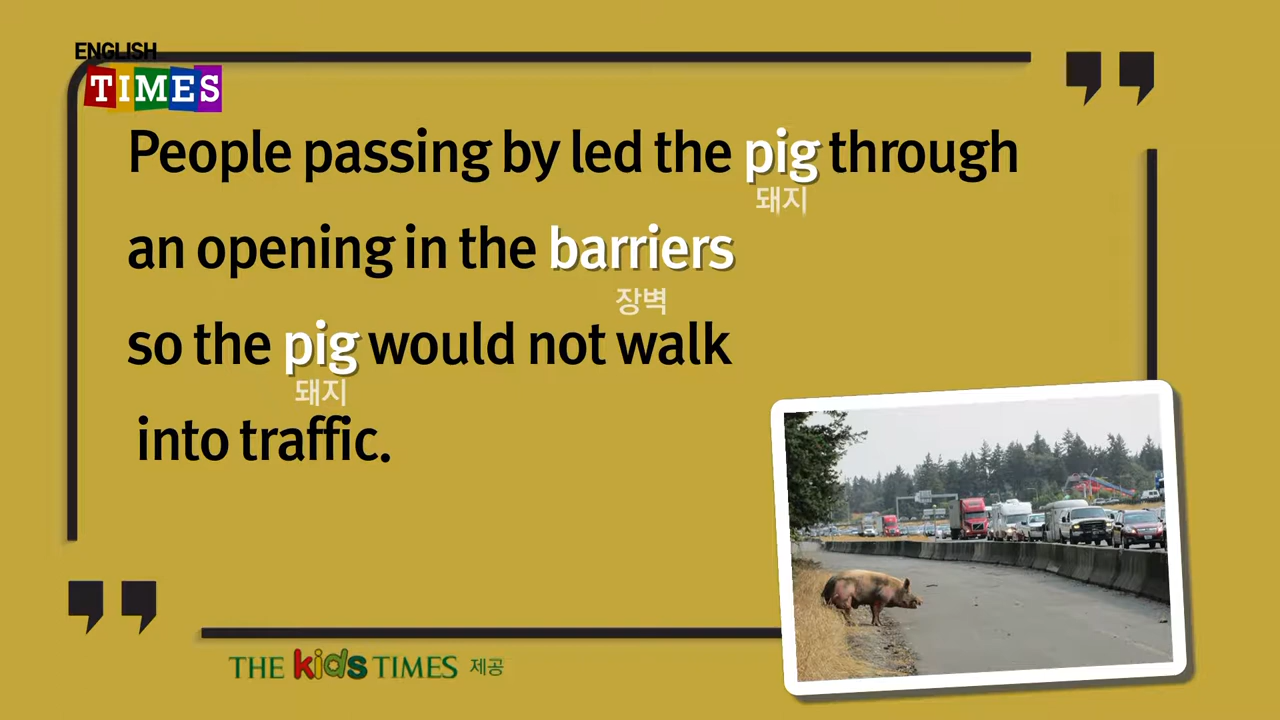 ENGLISH
TIMES
People passing by led the pig through
돼지
an opening in the barriers
장벽
so the pig would not walk
돼지
into traffic.
THE kids TIMES 제공